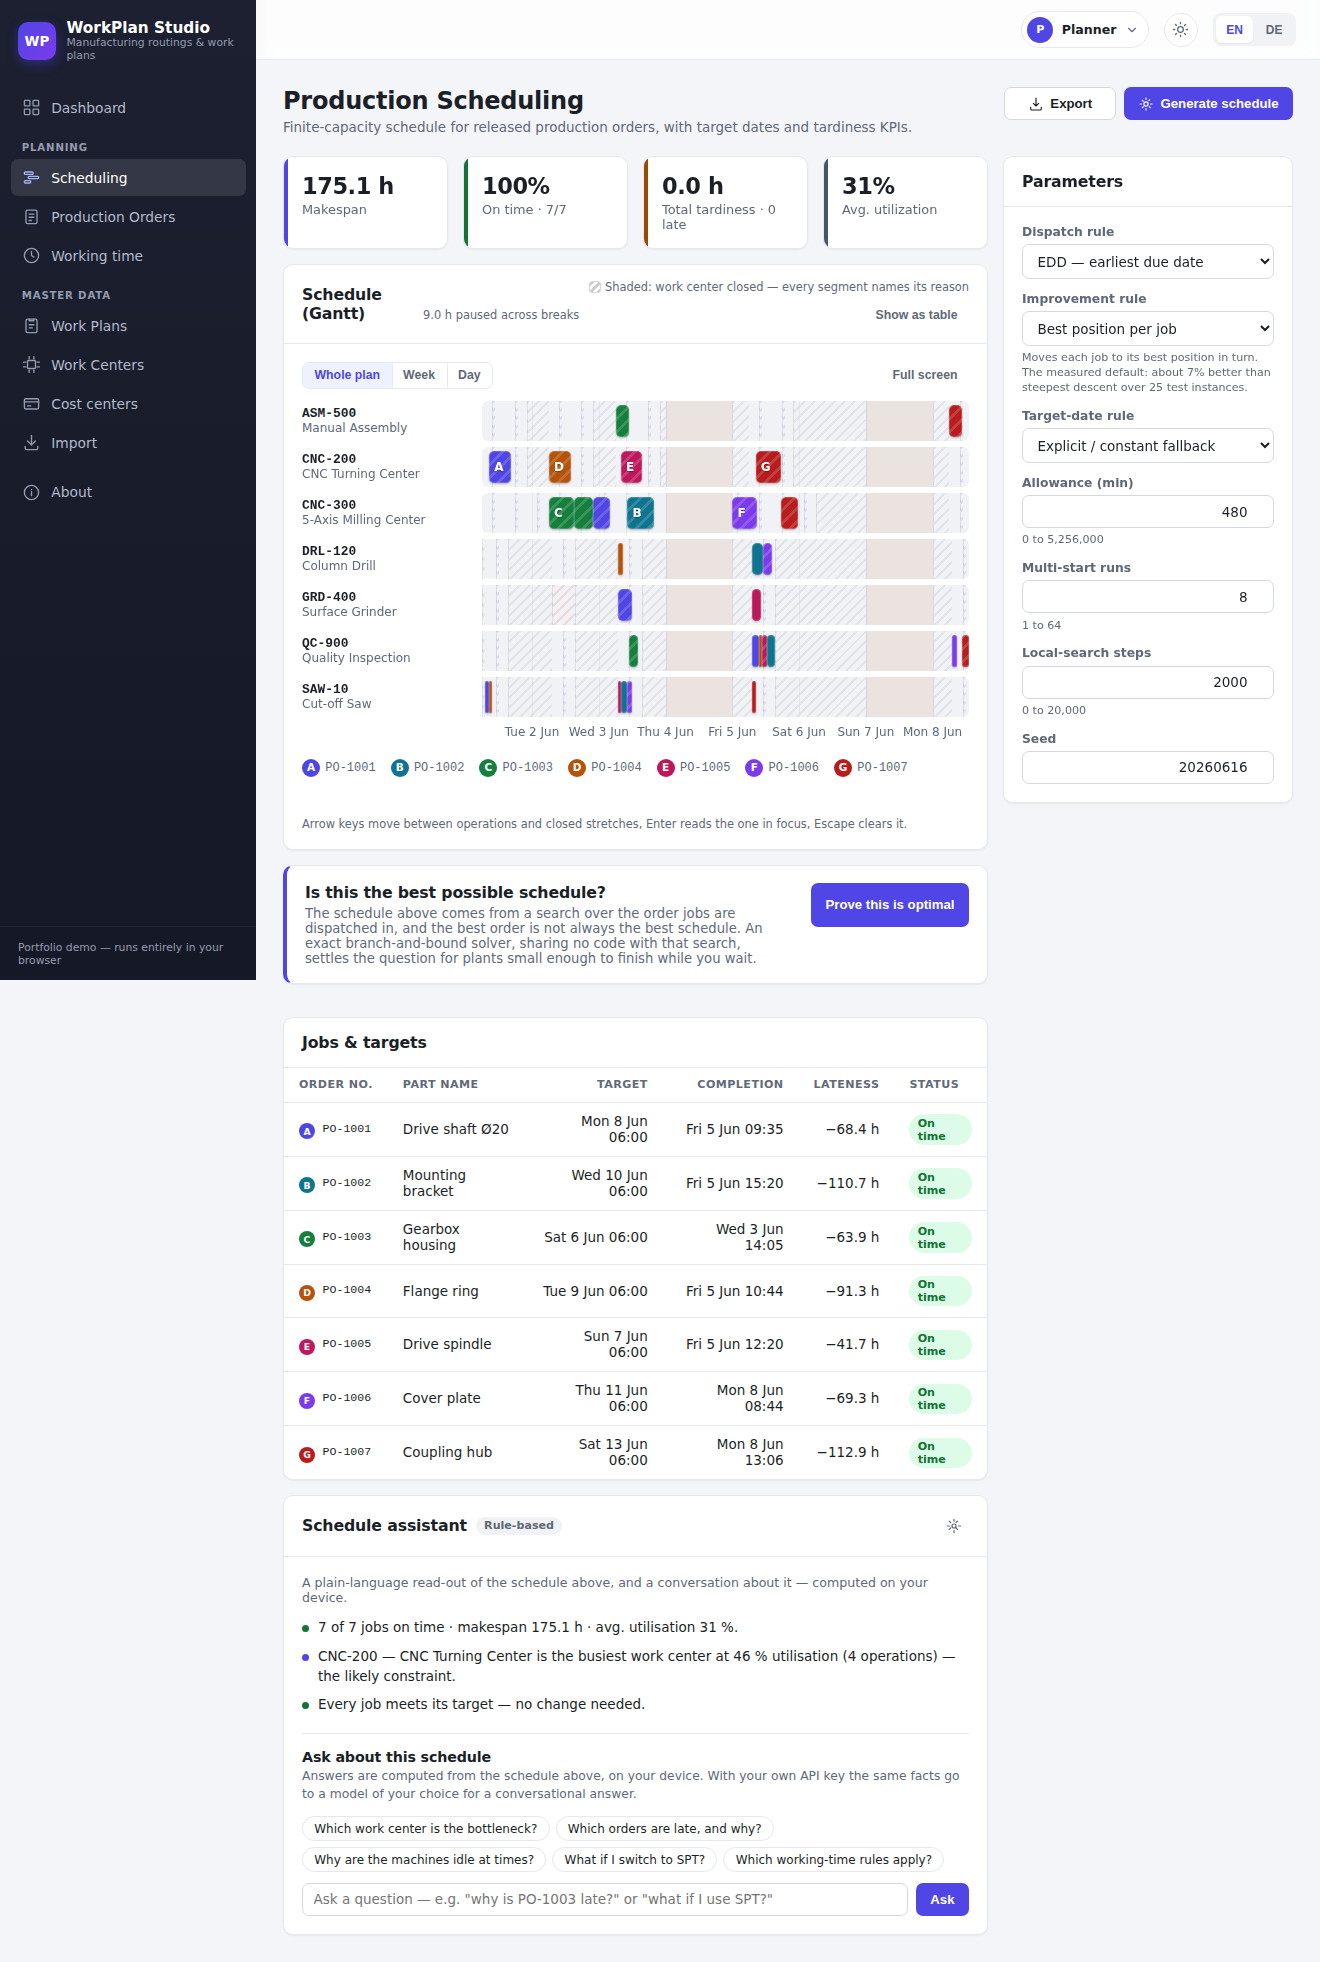 WP
WorkPlan Studio
Manufacturing routings & work
plans
Dashboard
PLANNING
Scheduling
Production Orders
Working time
MASTER DATA
Work Plans
Work Centers
Cost centers
Import
About
Portfolio demo — runs entirely in your
browser
P Planner
EN DE
Production Scheduling
Finite-capacity schedule for released production orders, with target dates and tardiness KPIs.
Export
Generate schedule
175.1 h
Makespan
100%
On time · 7/7
0.0 h
Total tardiness · 0
late
31%
Avg. utilization
Schedule
(Gantt)
9.0 h paused across breaks
Shaded: work center closed — every segment names its reason
Show as table
Whole plan Week Day
Full screen
ASM-500
Manual Assembly
CNC-200
CNC Turning Center
A D E G
CNC-300
5-Axis Milling Center
C B F
DRL-120
Column Drill
GRD-400
Surface Grinder
QC-900
Quality Inspection
SAW-10
Cut-off Saw
Tue 2 Jun Wed 3 Jun Thu 4 Jun Fri 5 Jun Sat 6 Jun Sun 7 Jun Mon 8 Jun
A PO-1001 B PO-1002 C PO-1003 D PO-1004 E PO-1005 F PO-1006 G PO-1007
Arrow keys move between operations and closed stretches, Enter reads the one in focus, Escape clears it.
Is this the best possible schedule?
The schedule above comes from a search over the order jobs are
dispatched in, and the best order is not always the best schedule. An
exact branch-and-bound solver, sharing no code with that search,
settles the question for plants small enough to finish while you wait.
Prove this is optimal
Jobs & targets
ORDER NO. PART NAME TARGET COMPLETION LATENESS STATUS
A PO-1001 Drive shaft Ø20 Mon 8 Jun 06:00 Fri 5 Jun 09:35 −68.4 h On time
B PO-1002 Mounting bracket Wed 10 Jun 06:00 Fri 5 Jun 15:20 −110.7 h On time
C PO-1003 Gearbox housing Sat 6 Jun 06:00 Wed 3 Jun 14:05 −63.9 h On time
D PO-1004 Flange ring Tue 9 Jun 06:00 Fri 5 Jun 10:44 −91.3 h On time
E PO-1005 Drive spindle Sun 7 Jun 06:00 Fri 5 Jun 12:20 −41.7 h On time
F PO-1006 Cover plate Thu 11 Jun 06:00 Mon 8 Jun 08:44 −69.3 h On time
G PO-1007 Coupling hub Sat 13 Jun 06:00 Mon 8 Jun 13:06 −112.9 h On time
Schedule assistant Rule-based
A plain-language read-out of the schedule above, and a conversation about it — computed on your
device.
7 of 7 jobs on time · makespan 175.1 h · avg. utilisation 31 %.
CNC-200 — CNC Turning Center is the busiest work center at 46 % utilisation (4 operations) —
the likely constraint.
Every job meets its target — no change needed.
Ask about this schedule
Answers are computed from the schedule above, on your device. With your own API key the same facts go
to a model of your choice for a conversational answer.
Which work center is the bottleneck? Which orders are late, and why?
Why are the machines idle at times? What if I switch to SPT? Which working-time rules apply?
Ask a question — e.g. "why is PO-1003 late?" or "what if I use SPT?"
Ask
Parameters
Dispatch rule
EDD — earliest due date
Improvement rule
Best position per job
Moves each job to its best position in turn.
The measured default: about 7% better than
steepest descent over 25 test instances.
Target-date rule
Explicit / constant fallback
Allowance (min)
480
0 to 5,256,000
Multi-start runs
8
1 to 64
Local-search steps
2000
0 to 20,000
Seed
20260616